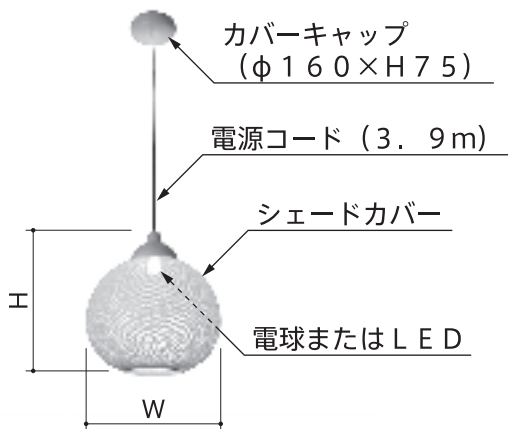 カバーキャップ
（φ１６０×Ｈ７５）
電源コード（３．９ｍ）
シェードカバー
H
電球またはＬＥＤ
W